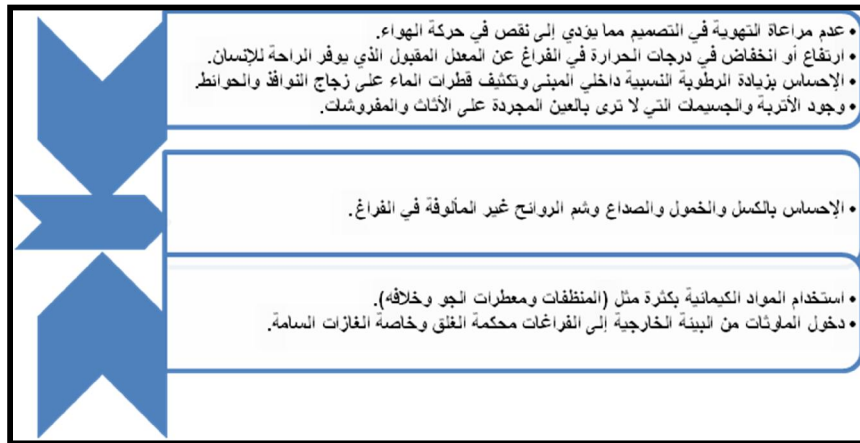 • عدم مراعاة التهوية في التصميم مما يؤدي إلى نقص في حركة الهواء.
• ارتفاع أو انخفاض في درجات الحرارة في الفراغ عن المعدل المقبول الذي يوفر الراحة للإنسان.
• الإحساس بزيادة الرطوبة النسبية داخلي المبنى وتكثيف قطرات الماء على زجاج النوافذ والحوائط.
• وجود الأتربة والجسيمات التي لا ترى بالعين المجردة على الأثاث والمفروشات.
• الإحساس بالكسل والخمول والصداع وشم الروائح غير المألوفة في الفراغ.
• استخدام المواد الكيمائية بكثرة مثل (المنظفات ومعطرات الجو وخلافه).
• دخول الملوثات من البيئة الخارجية إلى الفراغات محكمة الغلق وخاصة الغازات السامة.